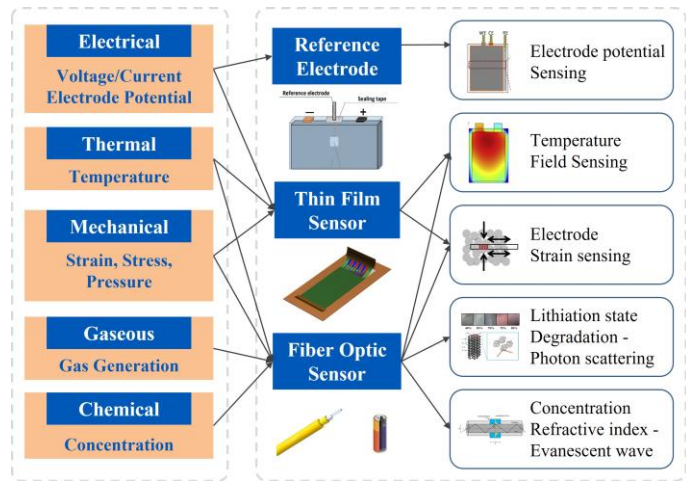 Electrical
Voltage/Current
Electrode Potential
Thermal
Temperature
Mechanical
Strain, Stress,
Pressure
Gaseous
Gas Generation
Chemical
Concentration
Reference
Electrode
Reference electrode
Sealing tape
Thin Film
Sensor
Fiber Optic
Sensor
Electrode potential
Sensing
Temperature
Field Sensing
Electrode
Strain sensing
Lithiation state
Degradation -
Photon scattering
Concentration
Refractive index -
Evanescent wave